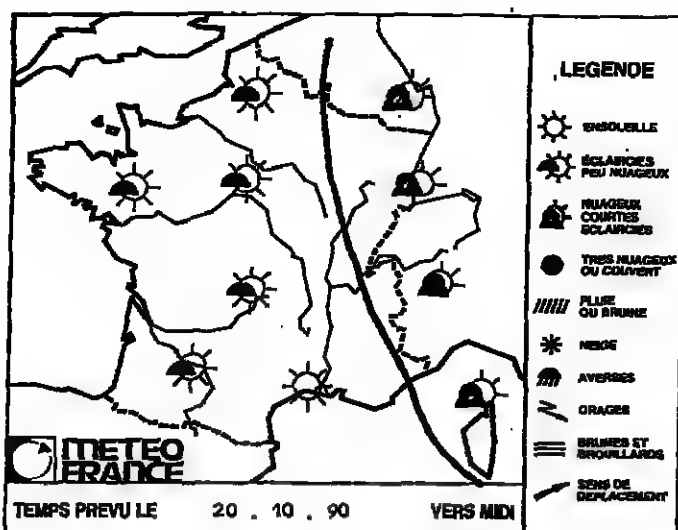 LEGENDE
ENSOLEILLE
ÉCLAIRCIES
PEU NUAGEUX
NUAGEUX
COURTES
ECLAIRCIES
TRES NUAGEUX
OU COUVERT
PLUIE
OU BRUINE
NEIGE
AVERSES
ORAGES
BRUMES ET
BROUILLARDS
SENS DE
DEPLACEMENT
METEO
FRANCE
TEMPS PREVU LE 20 . 10 . 90 VERS MIDI